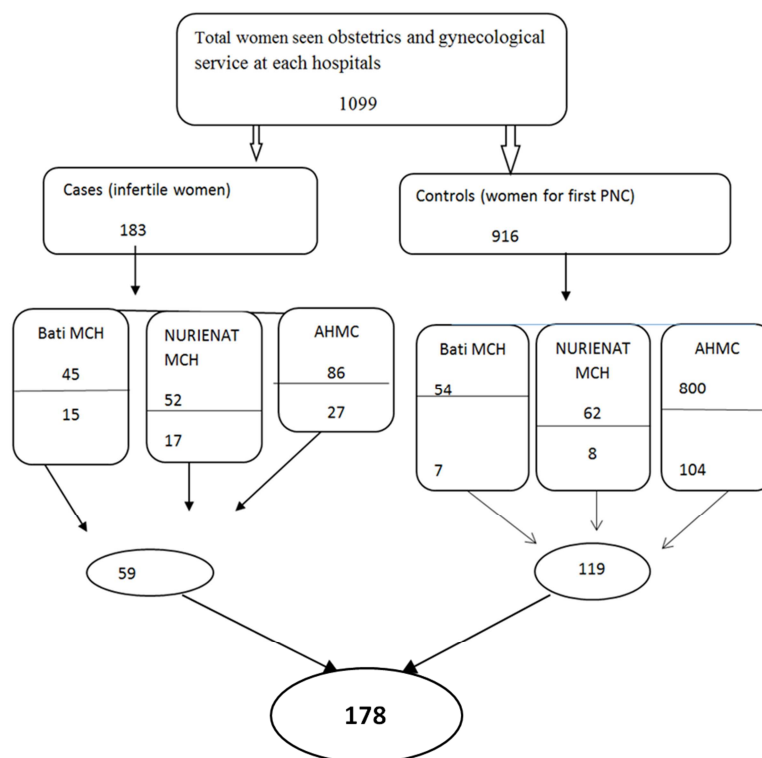 Total women seen obstetrics and gynecological
service at each hospitals
1099
Cases (infertile women)
183
Controls (women for first PNC)
916
Bati MCH
45
15
NURIENAT
MCH
52
17
AHMC
86
27
Bati MCH
54
7
NURIENAT
MCH
62
8
AHMC
800
104
59
119
178